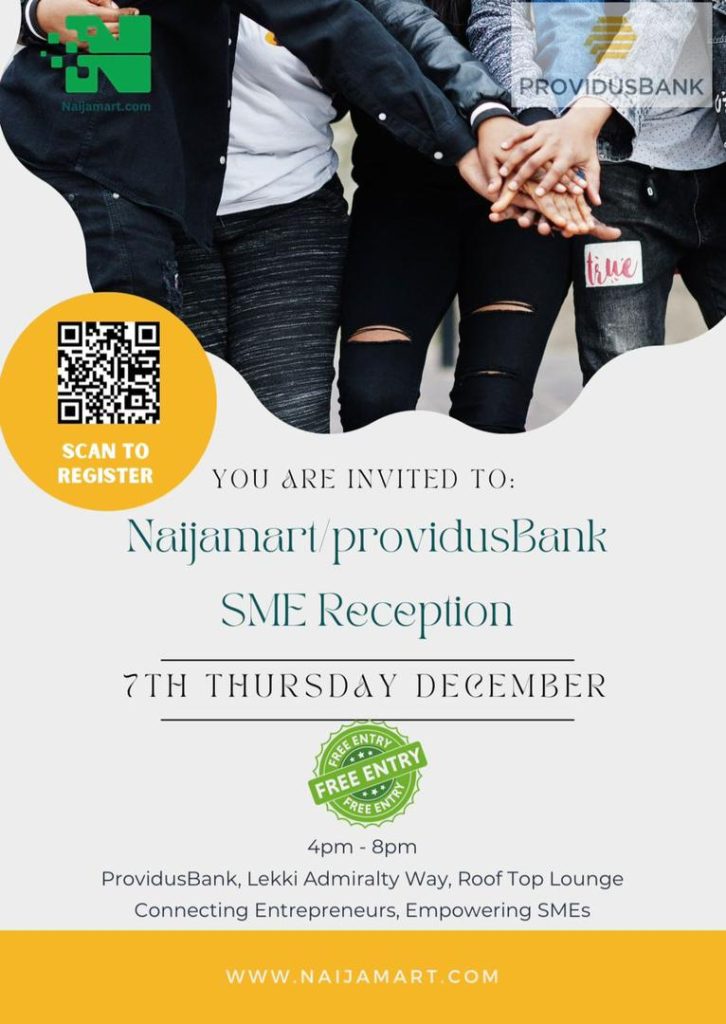 Naijamart.com
PROVIDUSBANK
true
SCAN TO
REGISTER
YOU ARE INVITED TO:
Naijamart/providusBank
SME Reception
7TH THURSDAY DECEMBER
FREE ENTRY
FREE ENTRY
FREE ENTRY
4pm - 8pm
ProvidusBank, Lekki Admiralty Way, Roof Top Lounge
Connecting Entrepreneurs, Empowering SMEs
WWW.NAIJAMART.COM